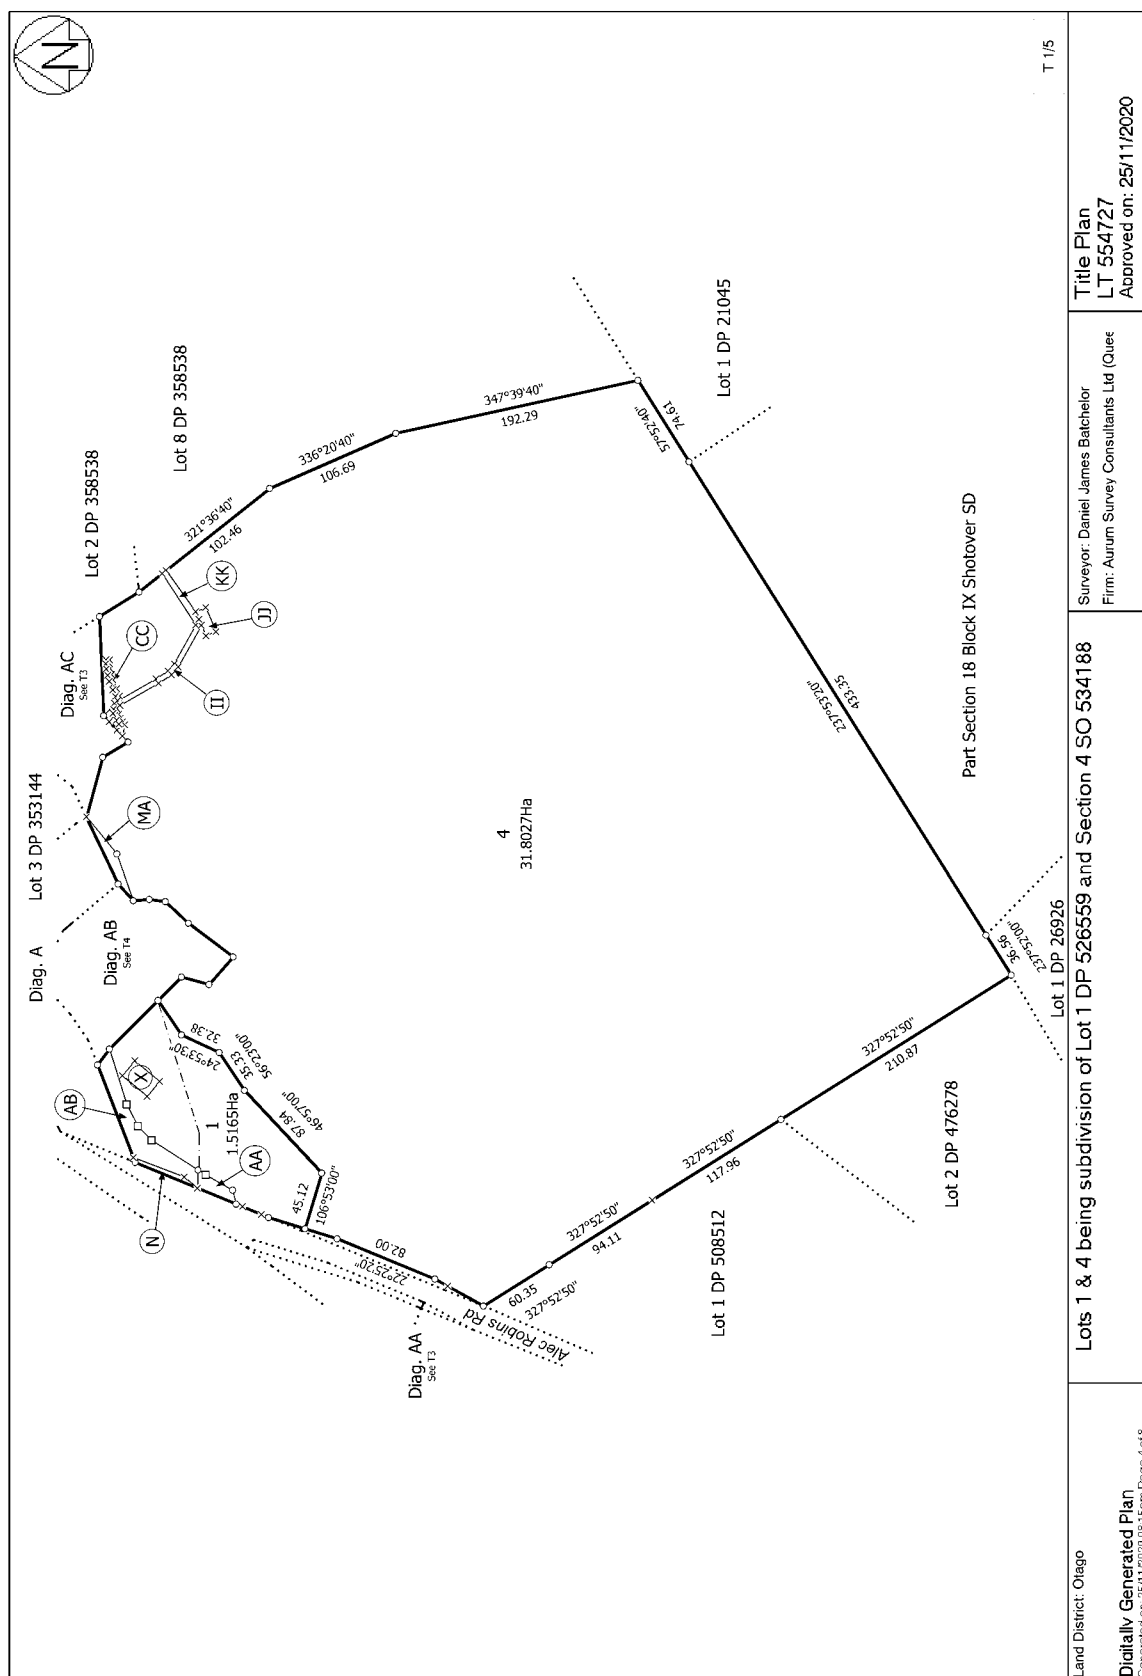 N
T 1/5
Lot 2 DP 358538
Lot 8 DP 358538
Lot 1 DP 21045
Lot 3 DP 353144
Diag. AC
See T3
CC
KK
JJ
II
MA
321°36'40"
102.46
336°20'40"
106.69
347°39'40"
192.29
57°52'40"
74.61
237°53'20"
433.35
Part Section 18 Block IX Shotover SD
4
31.8027Ha
Diag. A
Diag. AB
See T4
AB
X
AA
N
1
1.5165Ha
24°53'30"
32.38
35.33
56°23'00"
46°57'00"
87.84
45.12
106°53'00"
22°25'20"
82.00
Diag. AA
See T3
Alec Robins Rd
60.35
327°52'50"
327°52'50"
94.11
327°52'50"
117.96
327°52'50"
210.87
36.56
237°52'00"
Lot 1 DP 26926
Lot 2 DP 476278
Lot 1 DP 508512
Land District: Otago
Digitally Generated Plan
Lots 1 & 4 being subdivision of Lot 1 DP 526559 and Section 4 SO 534188
Surveyor: Daniel James Batchelor
Firm: Aurum Survey Consultants Ltd (Quee
Title Plan
LT 554727
Approved on: 25/11/2020